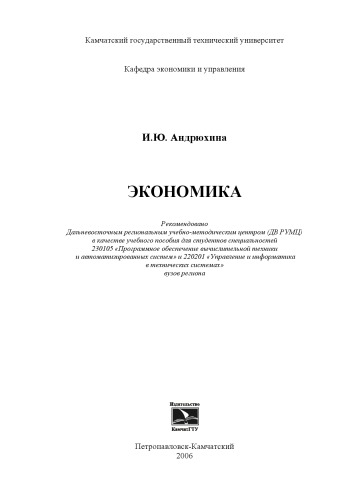 Камчатский государственный технический университет
Кафедра экономики и управления
И.Ю. Андрюхина
ЭКОНОМИКА
Рекомендовано
Дальневосточным региональным учебно-методическим центром (ДВ РУМЦ)
в качестве учебного пособия для студентов специальностей
230105 «Программное обеспечение вычислительной техники
и автоматизированных систем» и 220201 «Управление и информатика
в технических системах»
вузов региона
Издательство
КамчатГТУ
Петропавловск-Камчатский
2006